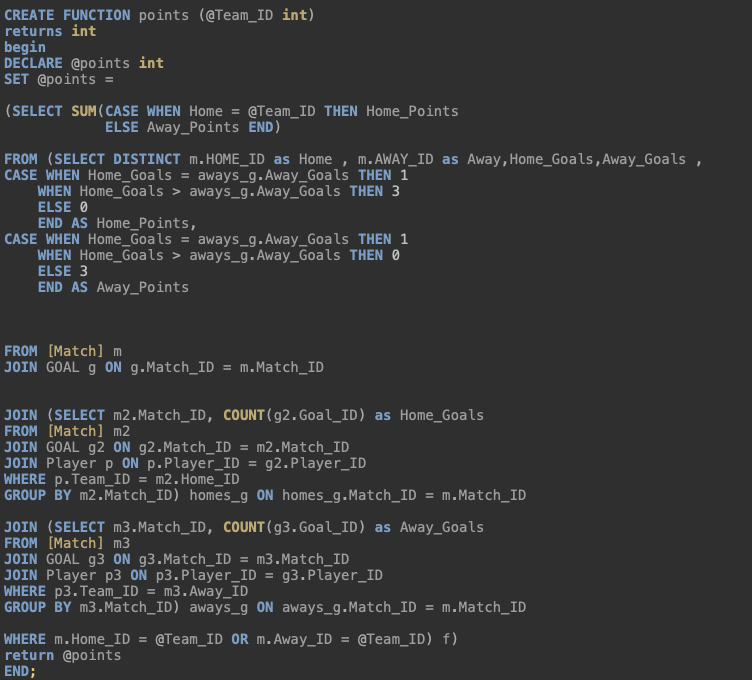 CREATE FUNCTION points (@Team_ID int)
returns int
begin
DECLARE @points int
SET @points =
(SELECT SUM(CASE WHEN Home = @Team_ID THEN Home_Points
ELSE Away_Points END)
FROM (SELECT DISTINCT m.HOME_ID as Home , m.AWAY_ID as Away,Home_Goals,Away_Goals ,
CASE WHEN Home_Goals = aways_g.Away_Goals THEN 1
WHEN Home_Goals > aways_g.Away_Goals THEN 3
ELSE 0
END AS Home_Points,
CASE WHEN Home_Goals = aways_g.Away_Goals THEN 1
WHEN Home_Goals > aways_g.Away_Goals THEN 0
ELSE 3
END AS Away_Points
FROM [Match] m
JOIN GOAL g ON g.Match_ID = m.Match_ID
JOIN (SELECT m2.Match_ID, COUNT(g2.Goal_ID) as Home_Goals
FROM [Match] m2
JOIN GOAL g2 ON g2.Match_ID = m2.Match_ID
JOIN Player p ON p.Player_ID = g2.Player_ID
WHERE p.Team_ID = m2.Home_ID
GROUP BY m2.Match_ID) homes_g ON homes_g.Match_ID = m.Match_ID
JOIN (SELECT m3.Match_ID, COUNT(g3.Goal_ID) as Away_Goals
FROM [Match] m3
JOIN GOAL g3 ON g3.Match_ID = m3.Match_ID
JOIN Player p3 ON p3.Player_ID = g3.Player_ID
WHERE p3.Team_ID = m3.Away_ID
GROUP BY m3.Match_ID) aways_g ON aways_g.Match_ID = m.Match_ID
WHERE m.Home_ID = @Team_ID OR m.Away_ID = @Team_ID) f)
return @points
END;